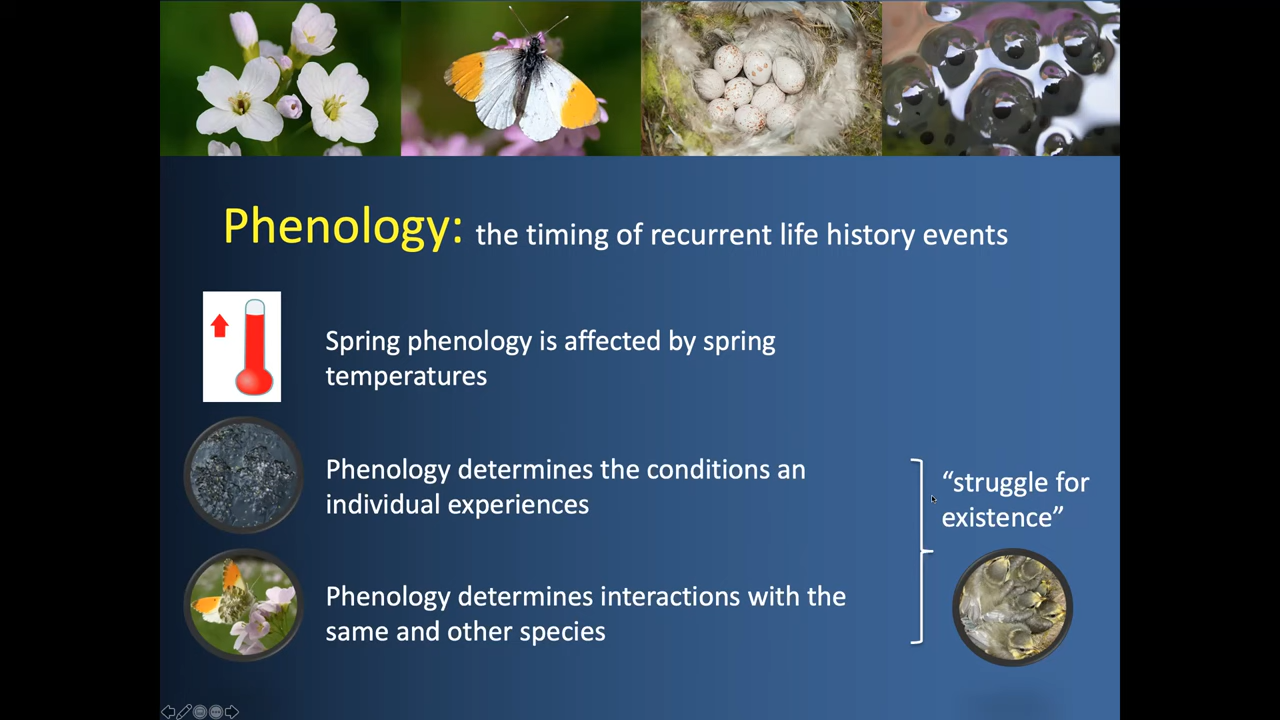 Phenology: the timing of recurrent life history events
Spring phenology is affected by spring
temperatures
Phenology determines the conditions an
individual experiences
“struggle for
existence”
Phenology determines interactions with the
same and other species